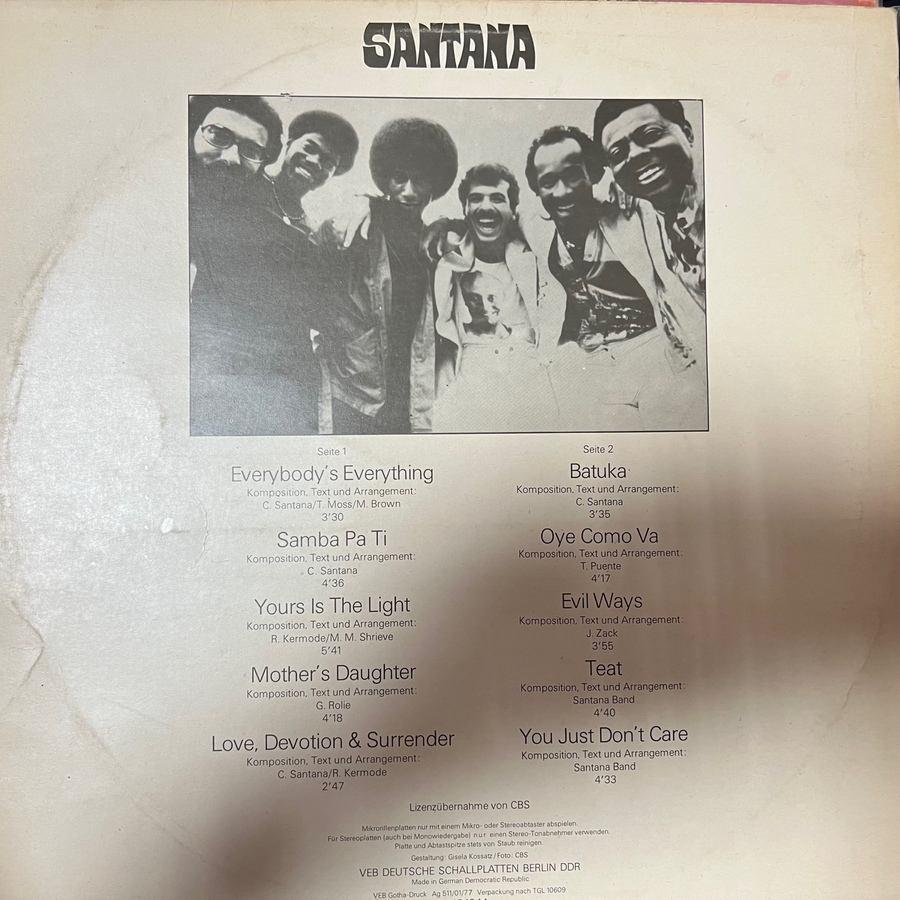 SANTANA
Seite 1
Everybody's Everything
Komposition, Text und Arrangement:
C. Santana/T. Moss/M. Brown
3'30
Samba Pa Ti
Komposition, Text und Arrangement:
C. Santana
4'36
Yours Is The Light
Komposition, Text und Arrangement:
R. Kermode/M. M. Shrieve
5'41
Mother's Daughter
Komposition, Text und Arrangement:
G. Rolie
4'18
Love, Devotion & Surrender
Komposition, Text und Arrangement:
C. Santana/R. Kermode
2'47
Seite 2
Batuka
Komposition, Text und Arrangement:
C. Santana
3'35
Oye Como Va
Komposition, Text und Arrangement:
T. Puente
4'17
Evil Ways
Komposition, Text und Arrangement:
J. Zack
3'55
Teat
Komposition, Text und Arrangement:
Santana Band
4'40
You Just Don't Care
Komposition, Text und Arrangement:
Santana Band
4'33
Lizenzübernahme von CBS
Mikrorillenplatten nur mit einem Mikro- oder Stereoabtaster abspielen.
Für Stereoplatten (auch bei Monowiedergabe) nur einen Stereo-Tonabnehmer verwenden.
Platte und Abtastspitze stets von Staub reinigen.
Gestaltung: Gisela Kossatz/Foto: CBS
VEB DEUTSCHE SCHALLPLATTEN BERLIN DDR
Made in German Democratic Republic
VEB Gotha-Druck Ag 511/01/77 Verpackung nach TGL 10609